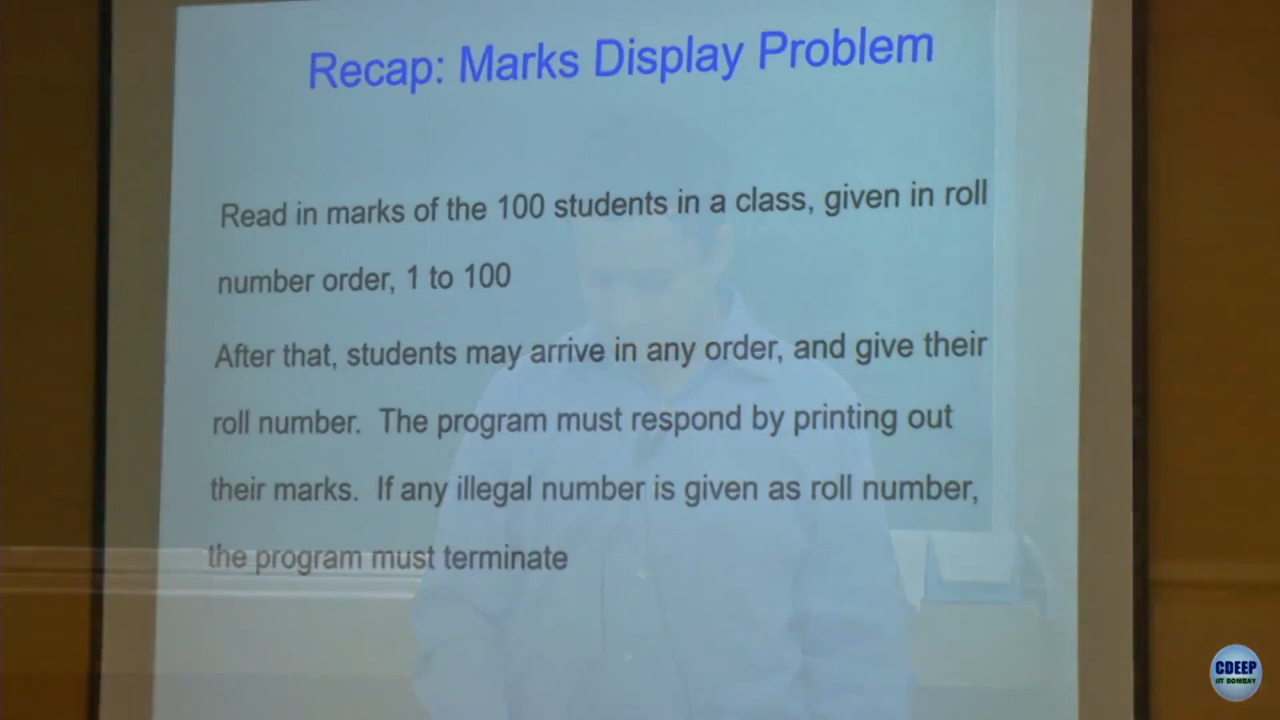 Recap: Marks Display Problem
Read in marks of the 100 students in a class, given in roll
number order, 1 to 100
After that, students may arrive in any order, and give their
roll number. The program must respond by printing out
their marks. If any illegal number is given as roll number,
the program must terminate
CDEEP
IIT BOMBAY